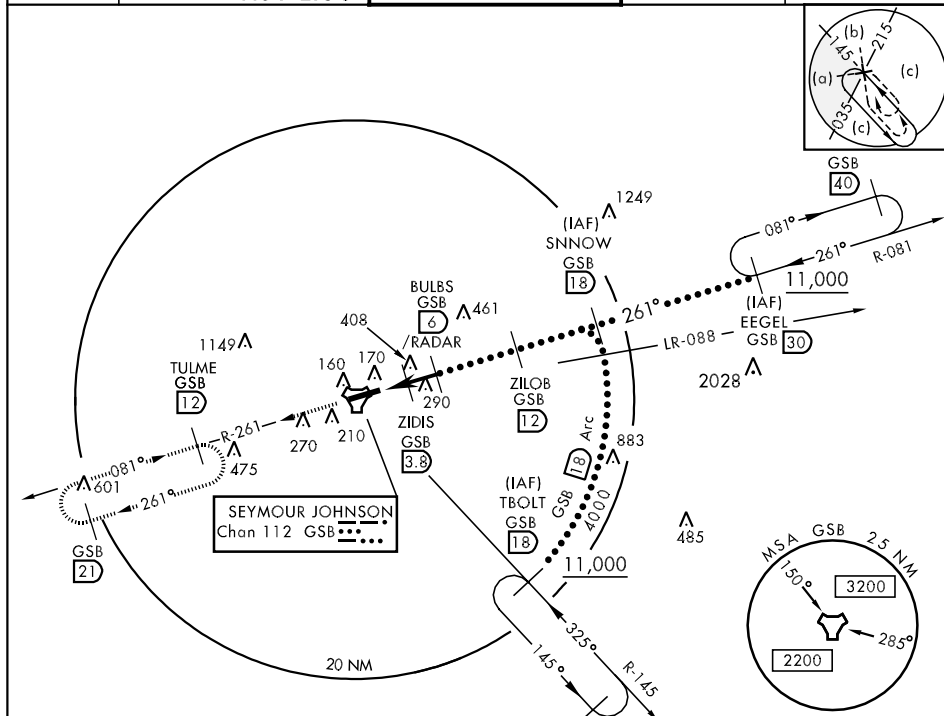 145°
(b)
215
(a)
(c)
035
(c)
GSB
40
1249
(IAF)
SNNOW
GSB
18
081°
261°
R-081
11,000
(IAF)
EEGEL
GSB 30
261°
LR-088
2028
BULBS
GSB
6
/RADAR
461
408
1149
TULME
GSB
12
160
170
290
ZILOB
GSB
12
ZIDIS
GSB
3.8
R-261
270
210
475
081°
601
261°
GSB
21
SEYMOUR JOHNSON
Chan 112 GSB
883
GSB 18 Arc
4000
(IAF)
TBOLT
GSB
18
11,000
485
325°
145°
R-145
20 NM
MSA GSB 25 NM
150°
3200
285°
2200